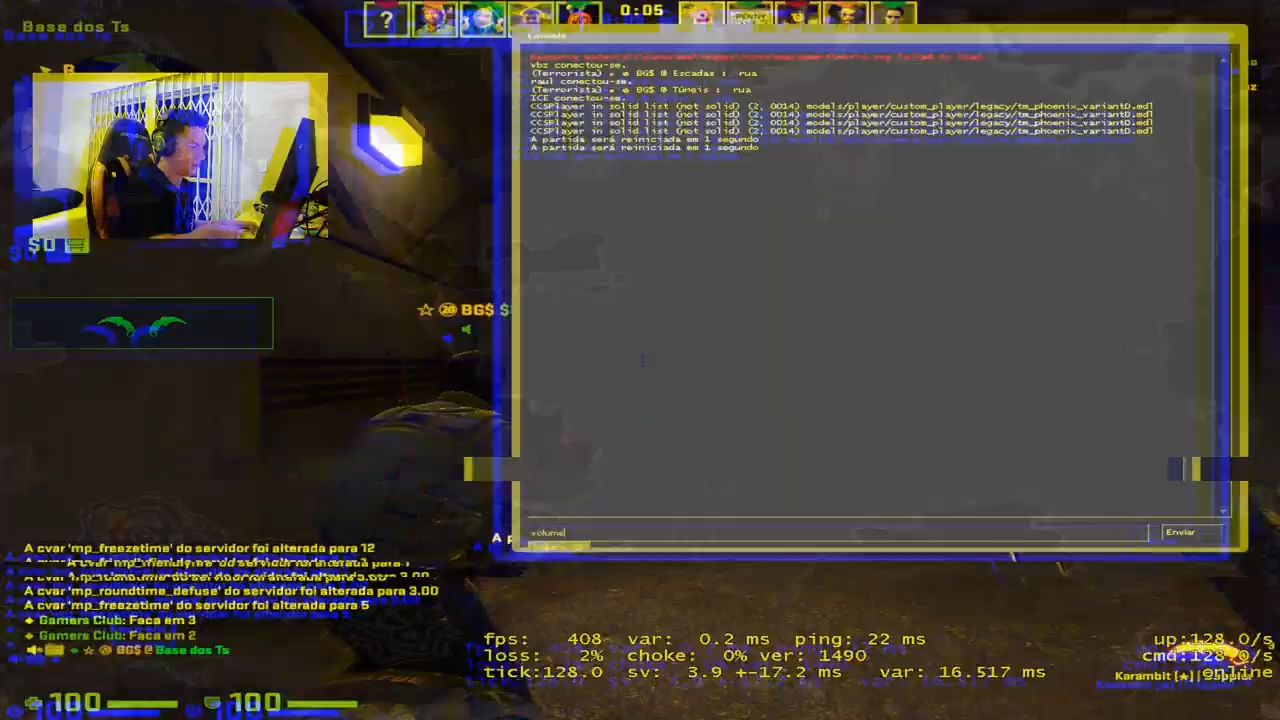 Base dos Ts
B
?
0:05
vbz conectou-se.
(Terrorista) BG$ @ Escadas : rua
raul conectou-se.
(Terrorista) BG$ @ Túneis : rua
ICE conectou-se.
CCSPlayer in solid list (not solid) (2, 0014) models/player/custom_player/legacy/tm_phoenix_variantD.mdl
CCSPlayer in solid list (not solid) (2, 0014) models/player/custom_player/legacy/tm_phoenix_variantD.mdl
CCSPlayer in solid list (not solid) (2, 0014) models/player/custom_player/legacy/tm_phoenix_variantD.mdl
CCSPlayer in solid list (not solid) (2, 0014) models/player/custom_player/legacy/tm_phoenix_variantD.mdl
A partida será reiniciada em 1 segundo
A partida será reiniciada em 1 segundo
$0
20 BG$
volume
Enviar
A cvar 'mp_freezetime' do servidor foi alterada para 12
A cvar 'mp_roundtime_defuse' do servidor foi alterada para 3.00
A cvar 'mp_freezetime' do servidor foi alterada para 5
Gamers Club: Faca em 3
Gamers Club: Faca em 2
BG$ @ Base dos Ts
fps: 408 var: 0.2 ms ping: 22 ms
loss: 2% choke: 0% ver: 1490
tick:128.0 sv: 3.9 +-17.2 ms var: 16.517 ms
up:128.0/s
cmd:128.0/s
online
Karambit [★] |
100 100